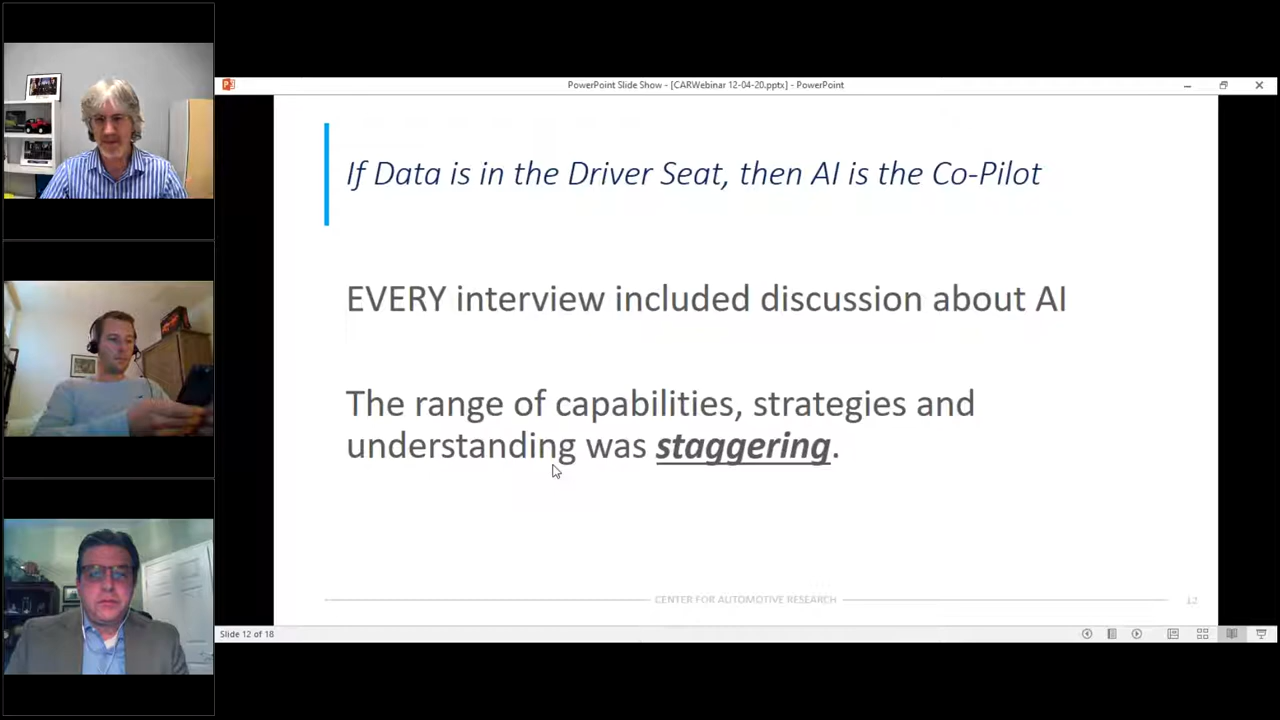 PowerPoint Slide Show - [CARWebinar 12-04-20.pptx] - PowerPoint
If Data is in the Driver Seat, then AI is the Co-Pilot
EVERY interview included discussion about AI
The range of capabilities, strategies and
understanding was staggering.
CENTER FOR AUTOMOTIVE RESEARCH
12
Slide 12 of 18